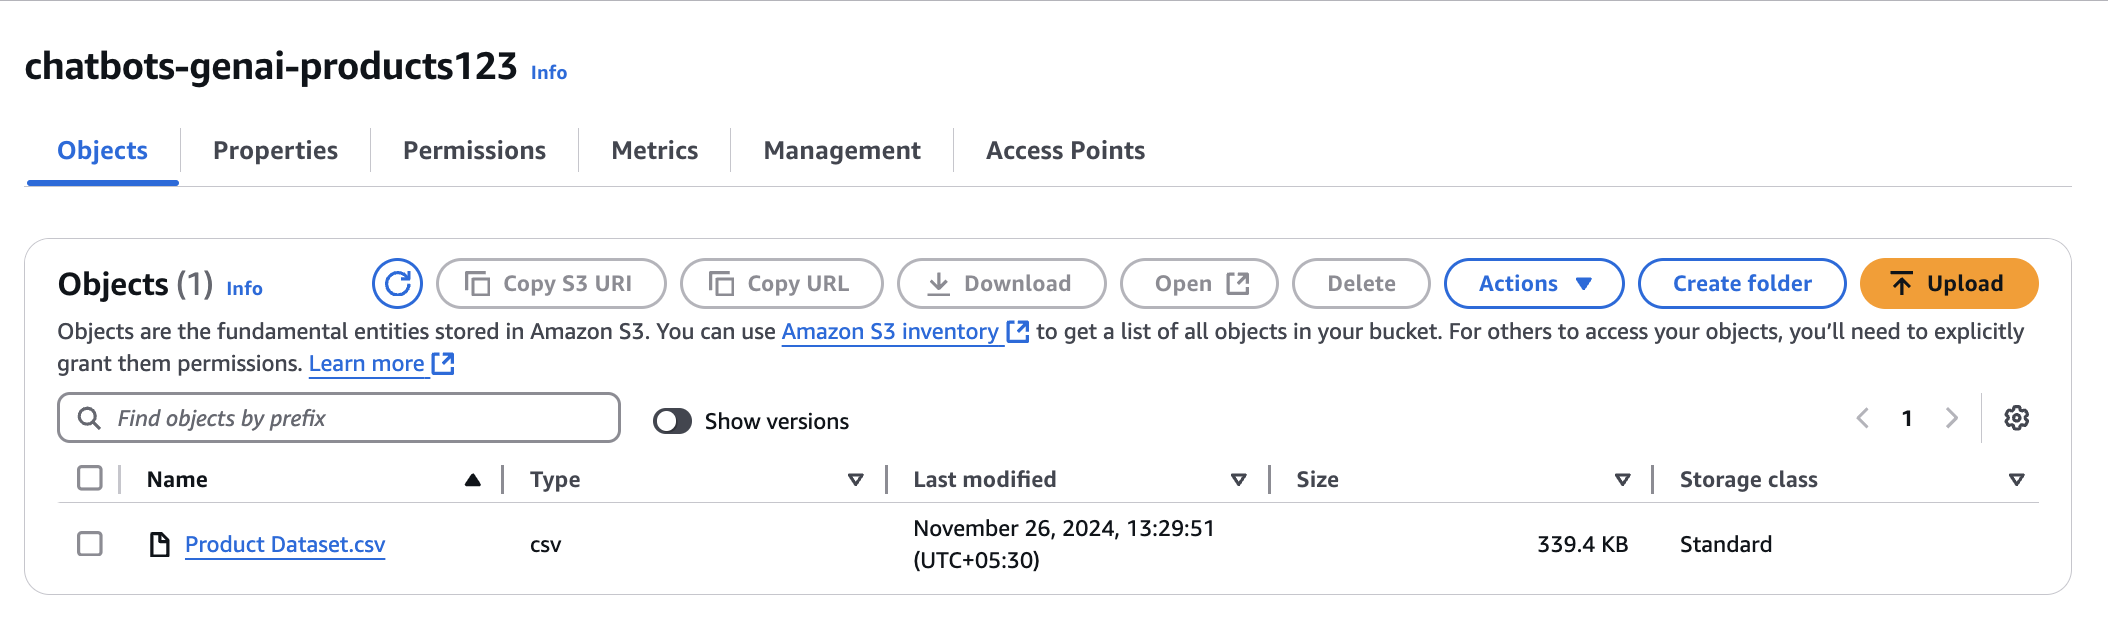 chatbots-genai-products123 Info
Objects Properties Permissions Metrics Management Access Points
Objects (1) Info Copy S3 URI Copy URL Download Open Delete Actions Create folder Upload
Objects are the fundamental entities stored in Amazon S3. You can use Amazon S3 inventory to get a list of all objects in your bucket. For others to access your objects, you’ll need to explicitly
grant them permissions. Learn more
Find objects by prefix Show versions 1
Name Type Last modified Size Storage class
Product Dataset.csv csv November 26, 2024, 13:29:51 339.4 KB Standard
(UTC+05:30)